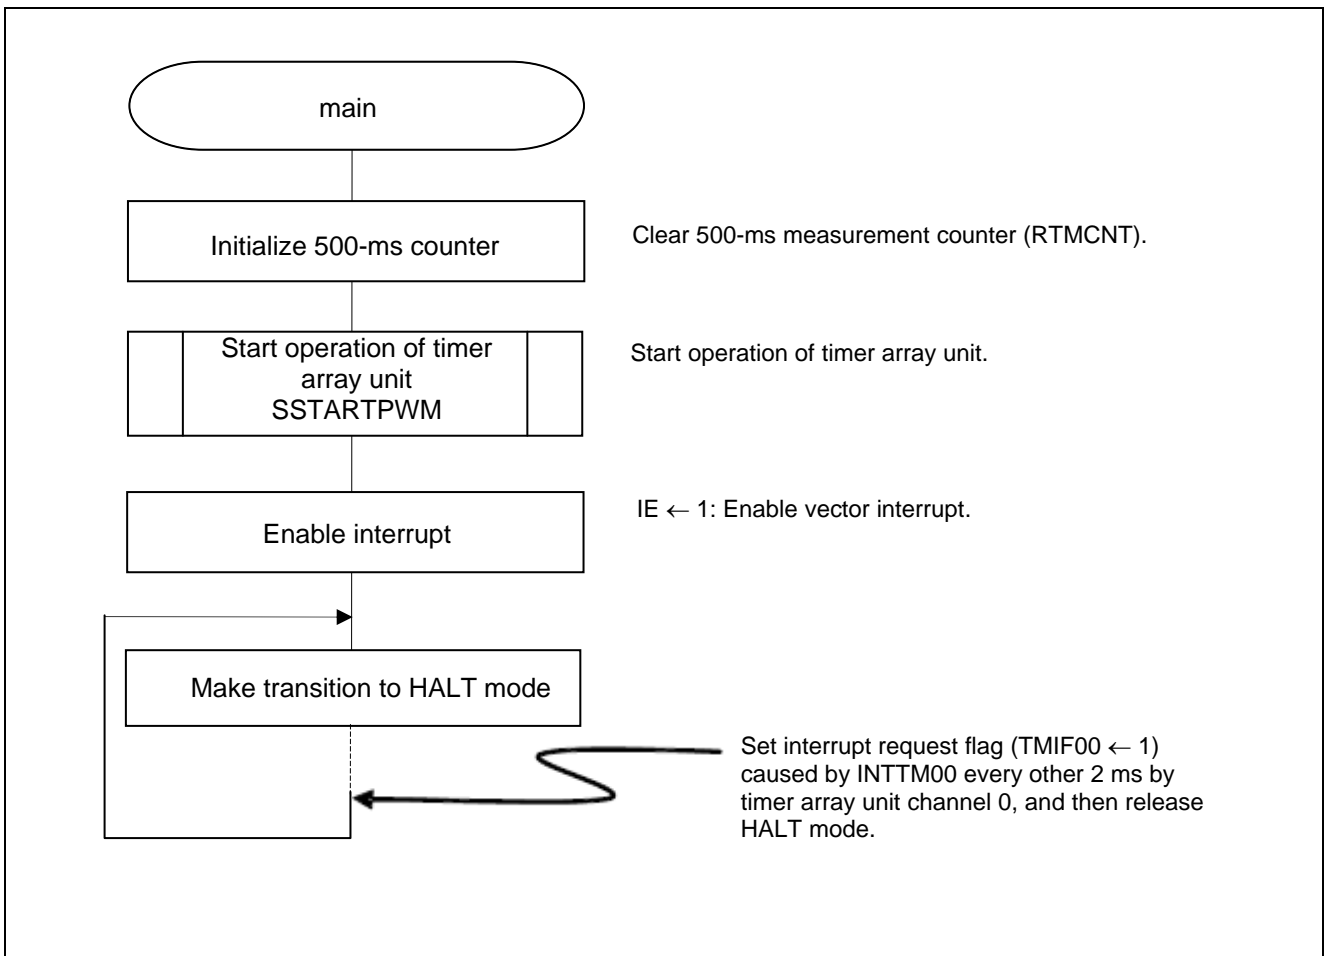 main
Initialize 500-ms counter
Clear 500-ms measurement counter (RTMCNT).
Start operation of timer
array unit
SSTARTPWM
Start operation of timer array unit.
Enable interrupt
IE ← 1: Enable vector interrupt.
Make transition to HALT mode
Set interrupt request flag (TMIF00 ← 1)
caused by INTTM00 every other 2 ms by
timer array unit channel 0, and then release
HALT mode.